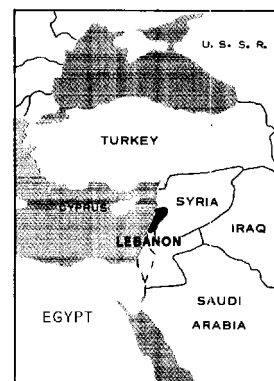 U. S. S. R.
TURKEY
CYPRUS
SYRIA
LEBANON
IRAQ
EGYPT
SAUDI
ARABIA